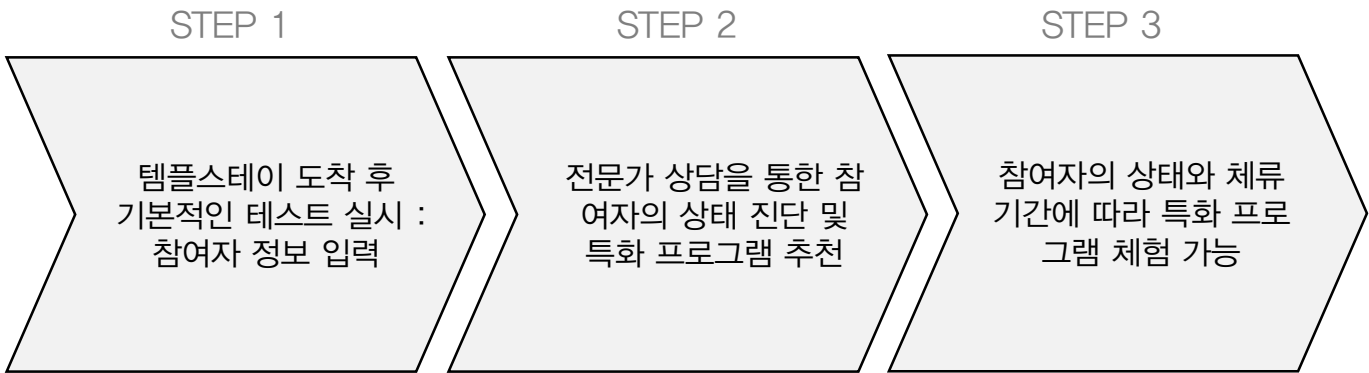 STEP 1
템플스테이 도착 후
기본적인 테스트 실시 :
참여자 정보 입력
STEP 2
전문가 상담을 통한 참
여자의 상태 진단 및
특화 프로그램 추천
STEP 3
참여자의 상태와 체류
기간에 따라 특화 프로
그램 체험 가능